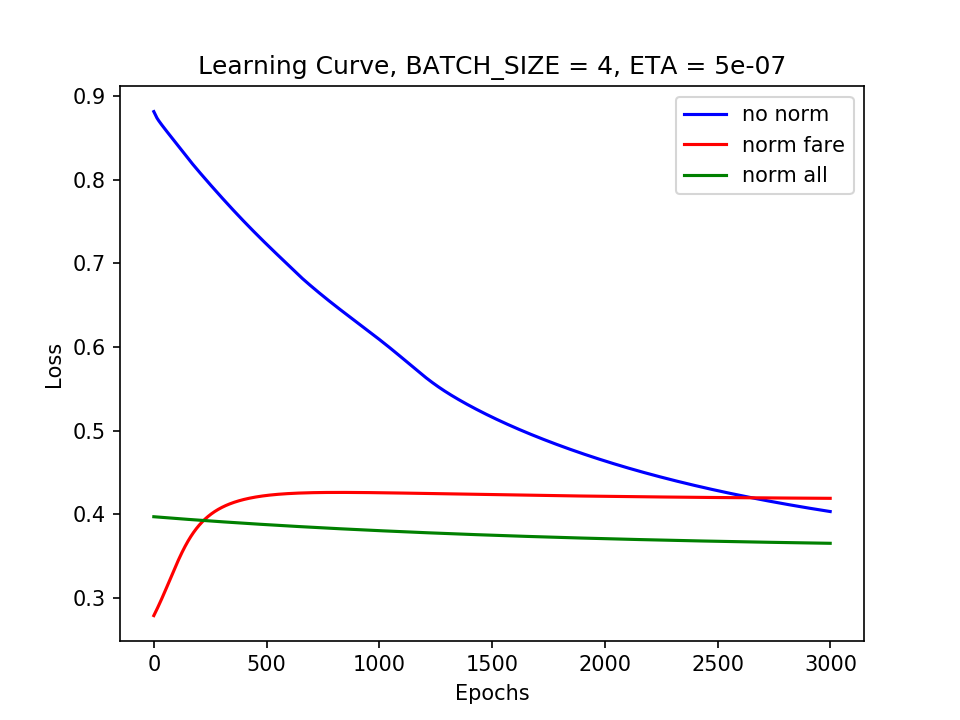 Learning Curve, BATCH_SIZE = 4, ETA = 5e-07
0.9
0.8
0.7
0.6
0.5
0.4
0.3
Loss
no norm
norm fare
norm all
0 500 1000 1500 2000 2500 3000
Epochs